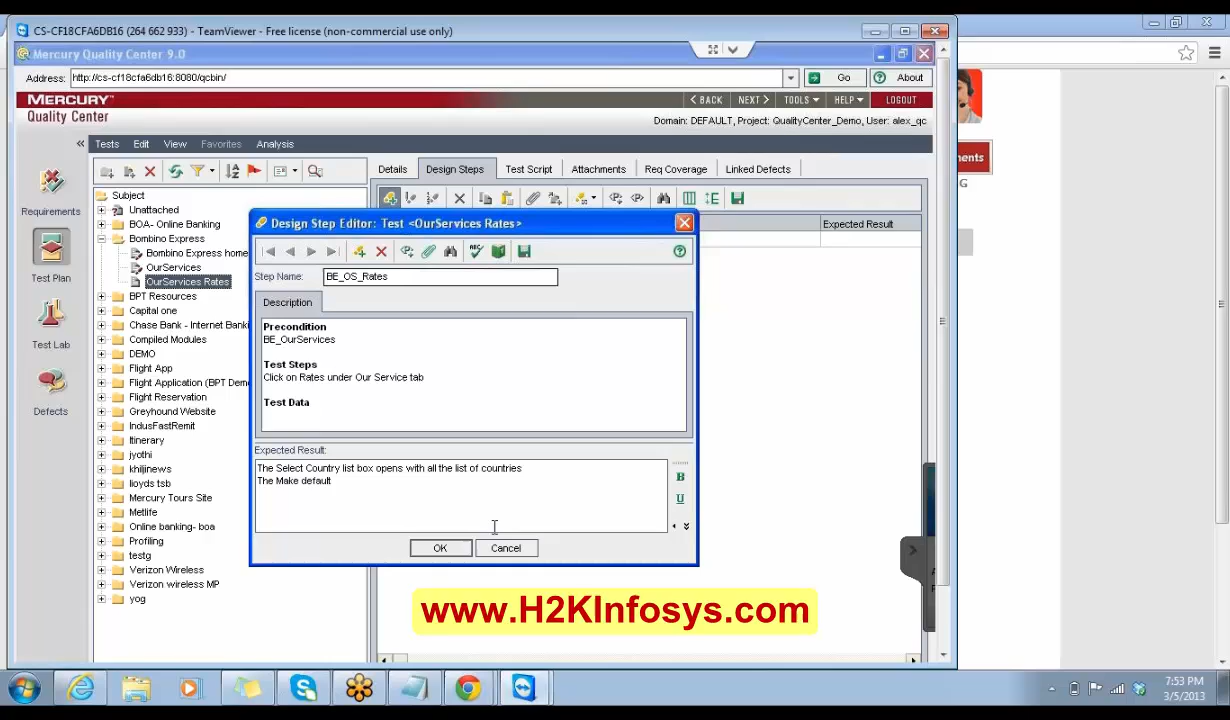 CS-CF18CFA6DB16 (264 662 933) - TeamViewer - Free license (non-commercial use only)
Mercury Quality Center 9.0
Address: http://cs-cf18cfa6db16:8080/qcbin/ Go About
MERCURY™ BACK NEXT TOOLS HELP LOGOUT
Quality Center
Domain: DEFAULT, Project: QualityCenter_Demo, User: alex_qc
Tests Edit View Favorites Analysis
Details Design Steps Test Script Attachments Req Coverage Linked Defects
Requirements
Test Plan
Test Lab
Defects
Subject
Unattached
BOA- Online Banking
Bombino Express
Bombino Express home
OurServices
OurServices Rates
BPT Resources
Capital one
Chase Bank - Internet Banki
Compiled Modules
DEMO
Flight App
Flight Application (BPT Demo
Flight Reservation
Greyhound Website
IndusFastRemit
Itinerary
jyothi
khiljinews
lloyds tsb
Mercury Tours Site
Metlife
Online banking- boa
Profiling
testg
Verizon Wireless
Verizon wireless MP
yog
Expected Result
Design Step Editor: Test <OurServices Rates>
ABC
Step Name: BE_OS_Rates
Description
Precondition
BE_OurServices
Test Steps
Click on Rates under Our Service tab
Test Data
Expected Result:
The Select Country list box opens with all the list of countries
The Make default
B
U
OK Cancel
www.H2KInfosys.com
ments
G
7:53 PM
3/5/2013